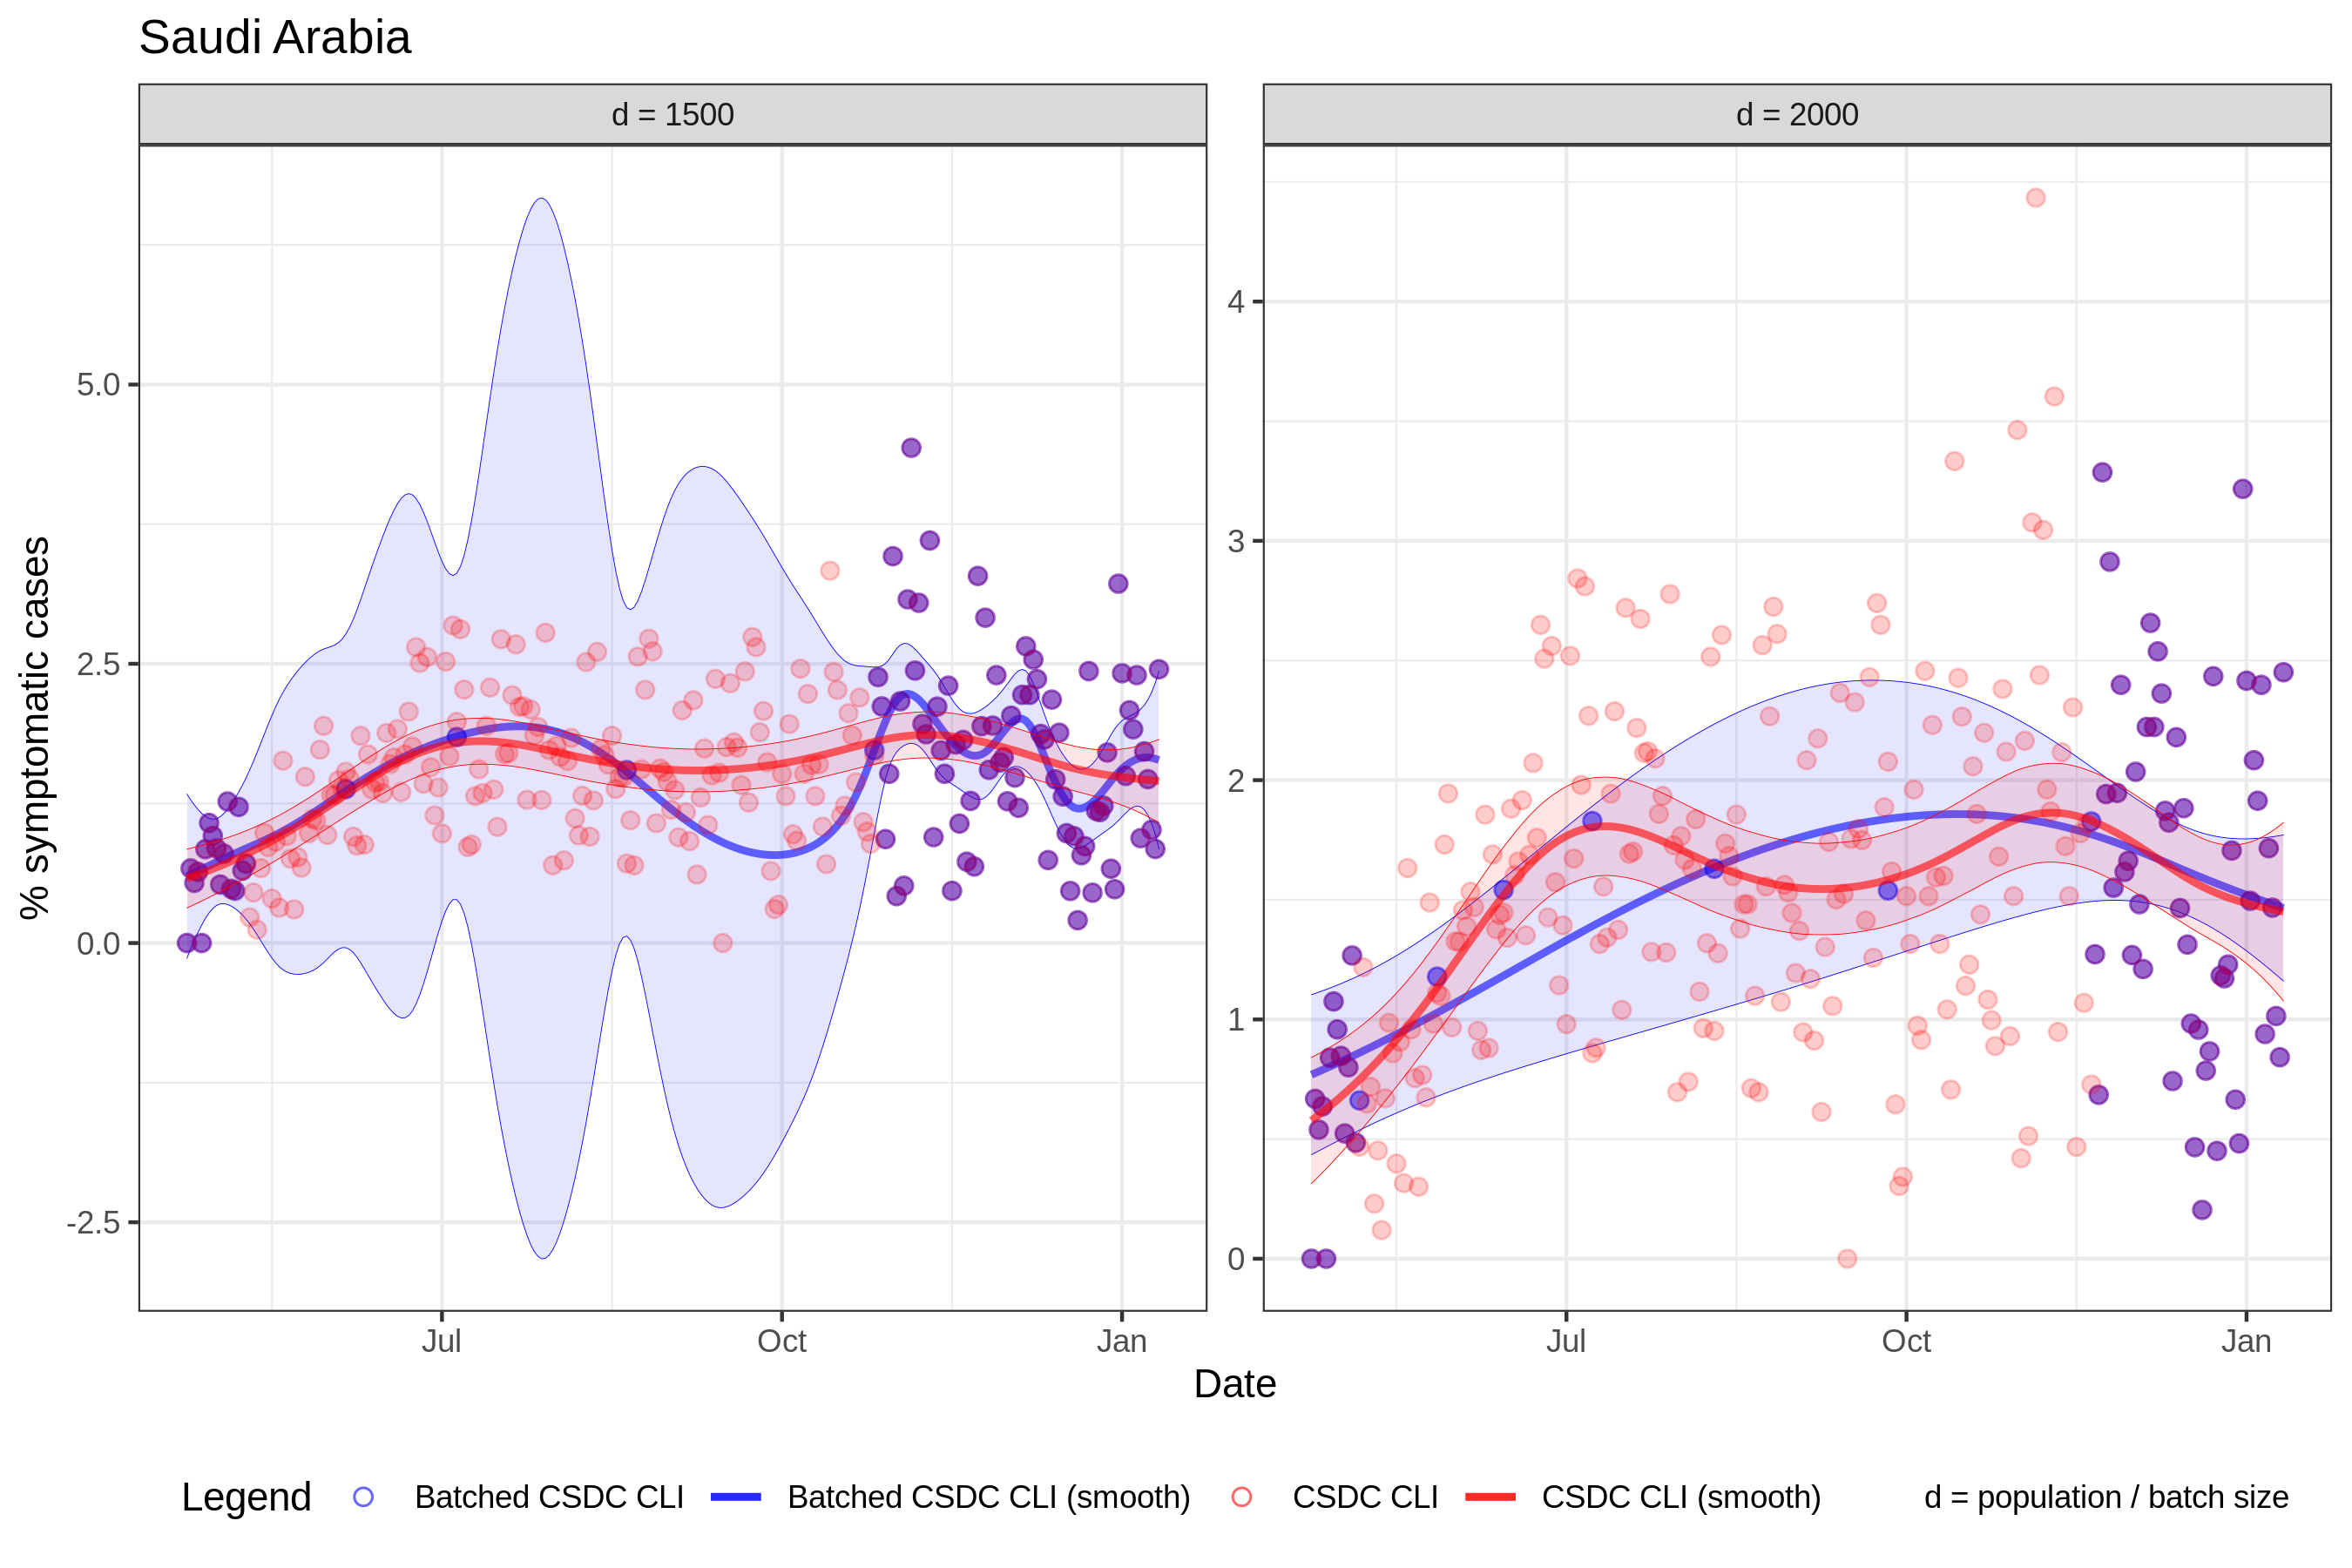 Saudi Arabia
d = 1500
d = 2000
% symptomatic cases
5.0
2.5
0.0
-2.5
4
3
2
1
0
Jul
Oct
Jan
Jul
Oct
Jan
Date
Legend
Batched CSDC CLI
Batched CSDC CLI (smooth)
CSDC CLI
CSDC CLI (smooth)
d = population / batch size